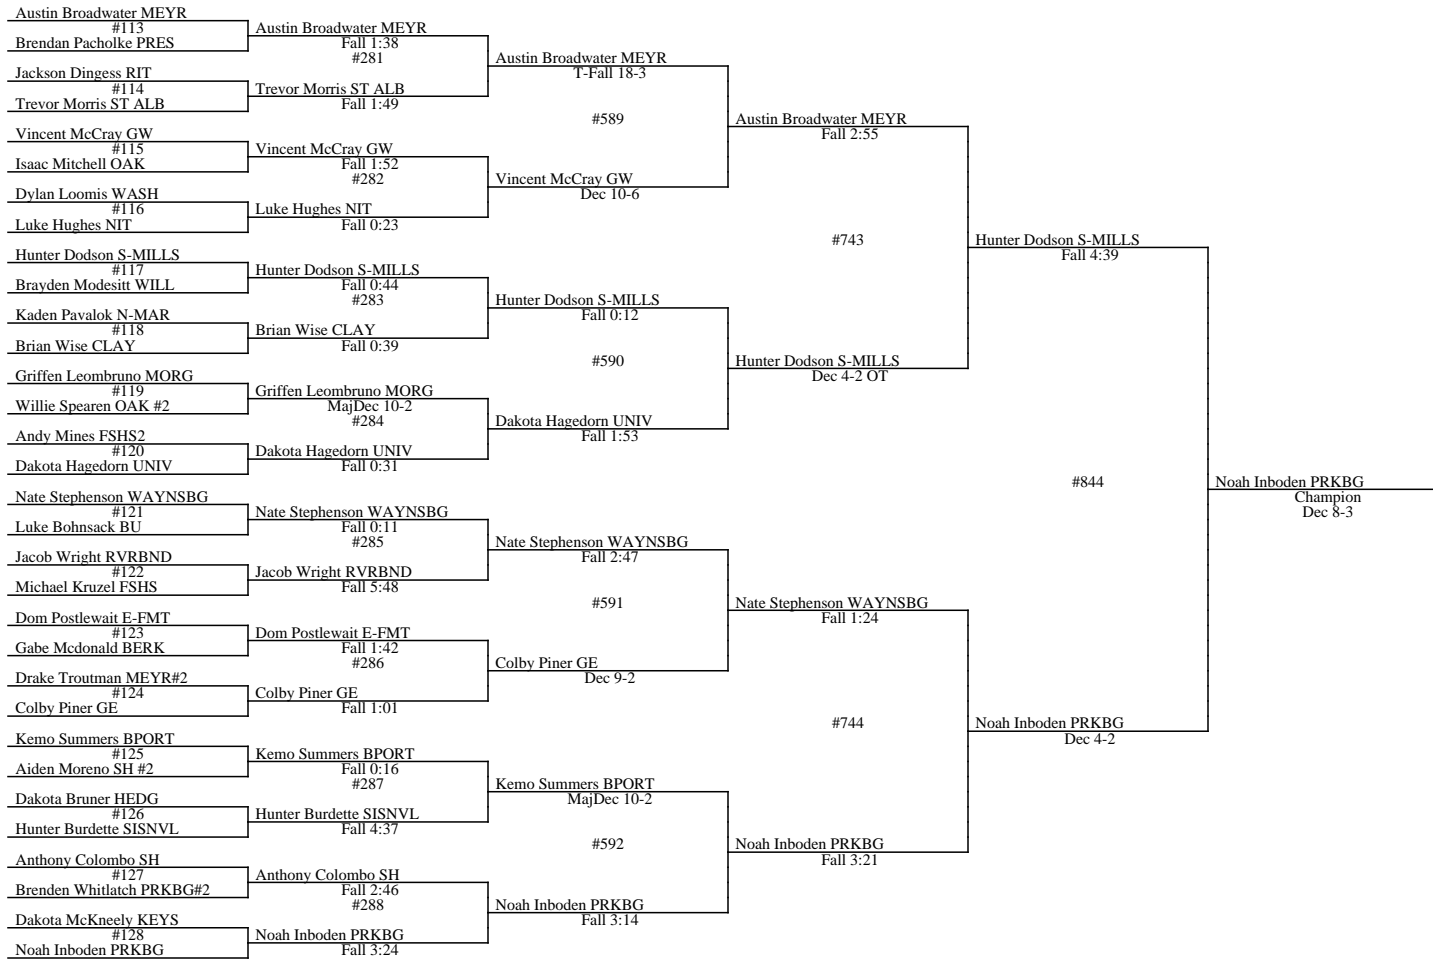 Austin Broadwater MEYR
#113
Brendan Pacholke PRES
Jackson Dingess RIT
#114
Trevor Morris ST ALB
Vincent McCray GW
#115
Isaac Mitchell OAK
Dylan Loomis WASH
#116
Luke Hughes NIT
Hunter Dodson S-MILLS
#117
Brayden Modesitt WILL
Kaden Pavalok N-MAR
#118
Brian Wise CLAY
Griffen Leombruno MORG
#119
Willie Spearen OAK #2
Andy Mines FSHS2
#120
Dakota Hagedorn UNIV
Nate Stephenson WAYNSBG
#121
Luke Bohnsack BU
Jacob Wright RVRBND
#122
Michael Kruzel FSHS
Dom Postlewait E-FMT
#123
Gabe Mcdonald BERK
Drake Troutman MEYR#2
#124
Colby Piner GE
Kemo Summers BPORT
#125
Aiden Moreno SH #2
Dakota Bruner HEDG
#126
Hunter Burdette SISNVL
Anthony Colombo SH
#127
Brenden Whitlatch PRKBG#2
Dakota McKneely KEYS
#128
Noah Inboden PRKBG
Austin Broadwater MEYR
Fall 1:38
#281
Trevor Morris ST ALB
Fall 1:49
Vincent McCray GW
Fall 1:52
#282
Luke Hughes NIT
Fall 0:23
Hunter Dodson S-MILLS
Fall 0:44
#283
Brian Wise CLAY
Fall 0:39
Griffen Leombruno MORG
MajDec 10-2
#284
Dakota Hagedorn UNIV
Fall 0:31
Nate Stephenson WAYNSBG
Fall 0:11
#285
Jacob Wright RVRBND
Fall 5:48
Dom Postlewait E-FMT
Fall 1:42
#286
Colby Piner GE
Fall 1:01
Kemo Summers BPORT
Fall 0:16
#287
Hunter Burdette SISNVL
Fall 4:37
Anthony Colombo SH
Fall 2:46
#288
Noah Inboden PRKBG
Fall 3:24
Austin Broadwater MEYR
T-Fall 18-3
#589
Vincent McCray GW
Dec 10-6
Hunter Dodson S-MILLS
Fall 0:12
#590
Dakota Hagedorn UNIV
Fall 1:53
Nate Stephenson WAYNSBG
Fall 2:47
#591
Colby Piner GE
Dec 9-2
Kemo Summers BPORT
MajDec 10-2
#592
Noah Inboden PRKBG
Fall 3:14
Austin Broadwater MEYR
Fall 2:55
#743
Hunter Dodson S-MILLS
Dec 4-2 OT
Nate Stephenson WAYNSBG
Fall 1:24
#744
Noah Inboden PRKBG
Fall 3:21
Hunter Dodson S-MILLS
Fall 4:39
#844
Noah Inboden PRKBG
Dec 4-2
Noah Inboden PRKBG
Champion
Dec 8-3